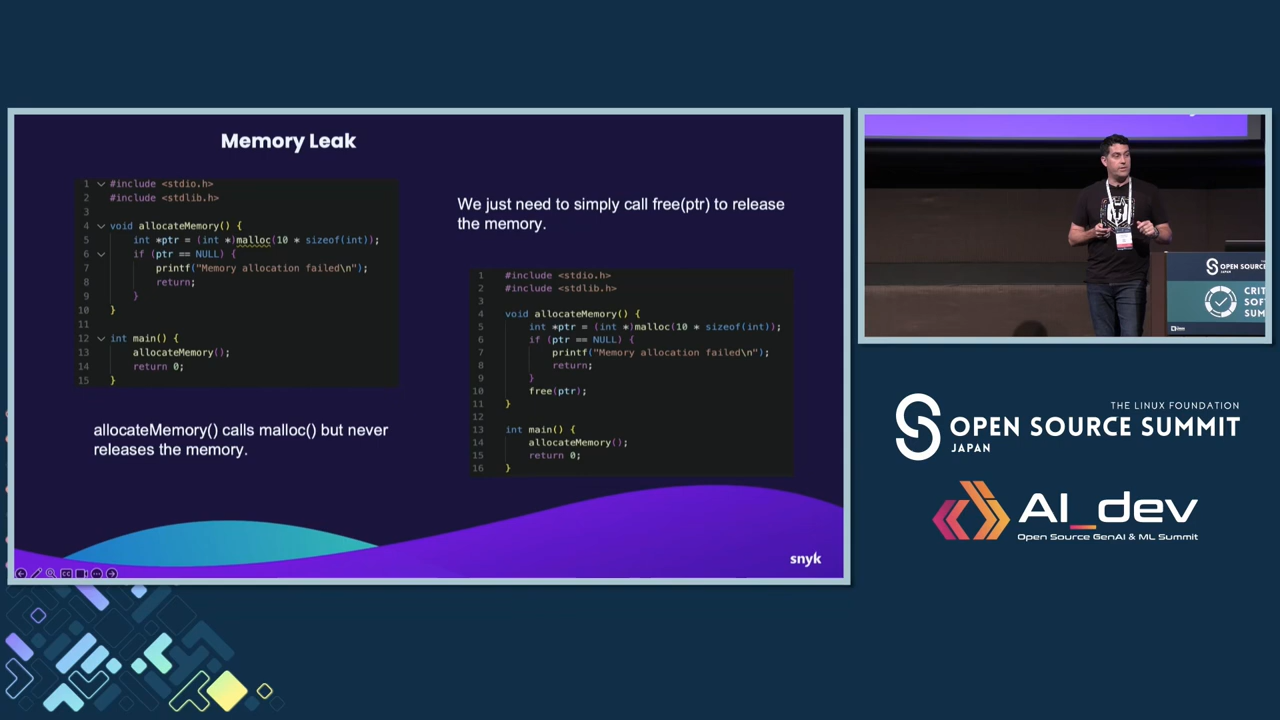 Memory Leak
1 #include <stdio.h>
2 #include <stdlib.h>
3
4 void allocateMemory() {
5 int *ptr = (int *)malloc(10 * sizeof(int));
6 if (ptr == NULL) {
7 printf("Memory allocation failed\n");
8 return;
9 }
10 }
11
12 int main() {
13 allocateMemory();
14 return 0;
15 }
allocateMemory() calls malloc() but never
releases the memory.
We just need to simply call free(ptr) to release
the memory.
1 #include <stdio.h>
2 #include <stdlib.h>
3
4 void allocateMemory() {
5 int *ptr = (int *)malloc(10 * sizeof(int));
6 if (ptr == NULL) {
7 printf("Memory allocation failed\n");
8 return;
9 }
10 free(ptr);
11 }
12
13 int main() {
14 allocateMemory();
15 return 0;
16 }
snyk
OPEN SOURCE
CRIT
SOF
SUM
THE LINUX FOUNDATION
OPEN SOURCE SUMMIT
JAPAN
AI_dev
Open Source GenAI & ML Summit